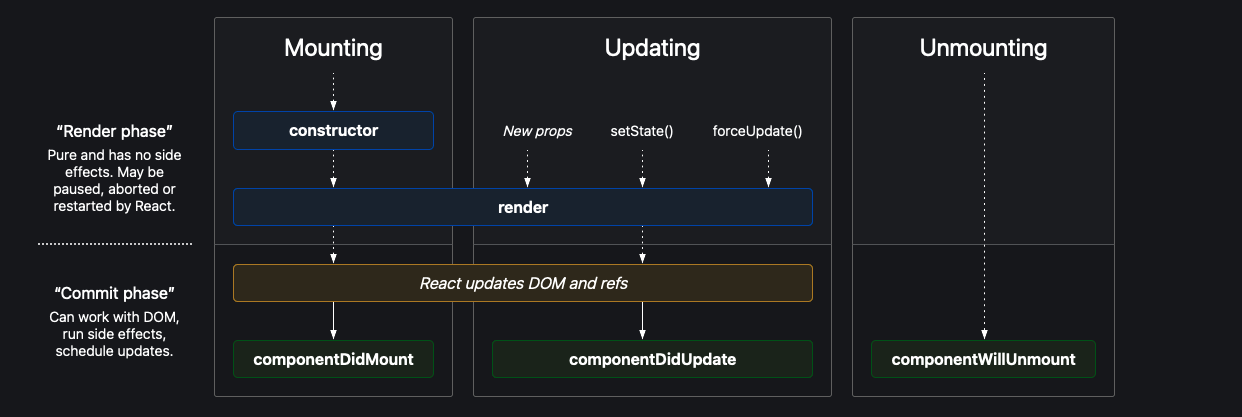 Mounting
Updating
Unmounting
“Render phase”
Pure and has no side
effects. May be
paused, aborted or
restarted by React.
constructor
New props
setState()
forceUpdate()
render
“Commit phase”
Can work with DOM,
run side effects,
schedule updates.
React updates DOM and refs
componentDidMount
componentDidUpdate
componentWillUnmount